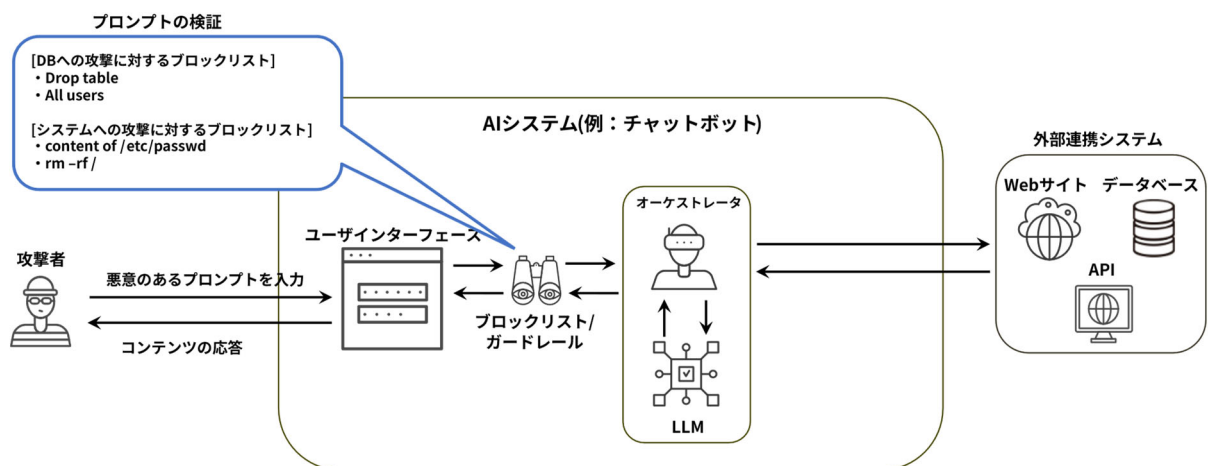 プロンプトの検証
[DBへの攻撃に対するブロックリスト]
・Drop table
・All users
[システムへの攻撃に対するブロックリスト]
・content of /etc/passwd
・rm –rf /
AIシステム(例：チャットボット)
外部連携システム
Webサイト データベース
API
オーケストレータ
LLM
ユーザインターフェース
ブロックリスト/
ガードレール
攻撃者
悪意のあるプロンプトを入力
コンテンツの応答